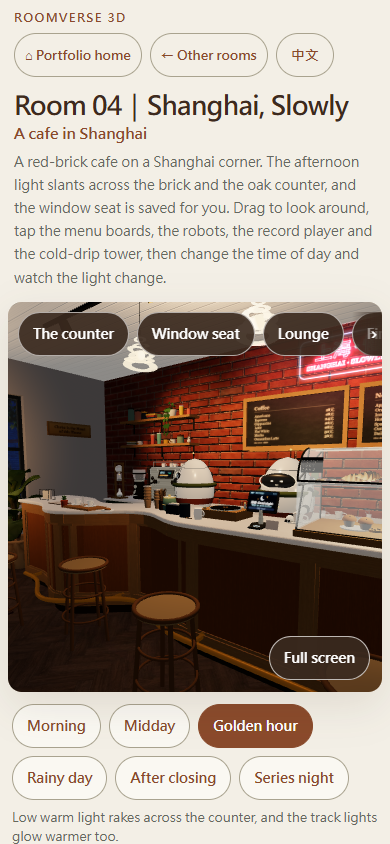 ROOMVERSE 3D
⌂ Portfolio home
← Other rooms
中文
Room 04 | Shanghai, Slowly
A cafe in Shanghai
A red-brick cafe on a Shanghai corner. The afternoon
light slants across the brick and the oak counter, and
the window seat is saved for you. Drag to look around,
tap the menu boards, the robots, the record player and
the cold-drip tower, then change the time of day and
watch the light change.
The counter
Window seat
Lounge
›
SHANGHAI · SLOWLY
Coffee
Full screen
Morning
Midday
Golden hour
Rainy day
After closing
Series night
Low warm light rakes across the counter, and the track lights
glow warmer too.